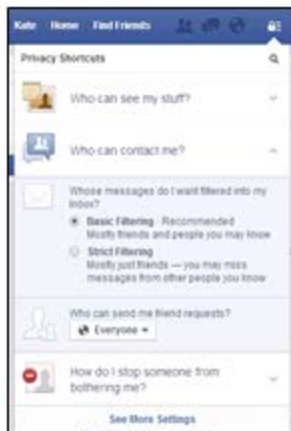 Kate Home Find Friends
Privacy Shortcuts
Who can see my stuff?
Who can contact me?
Whose messages do I want filtered into my
inbox?
Basic Filtering · Recommended
Mostly friends and people you may know
Strict Filtering
Mostly just friends — you may miss
messages from other people you know
Who can send me friend requests?
Everyone
How do I stop someone from
bothering me?
See More Settings